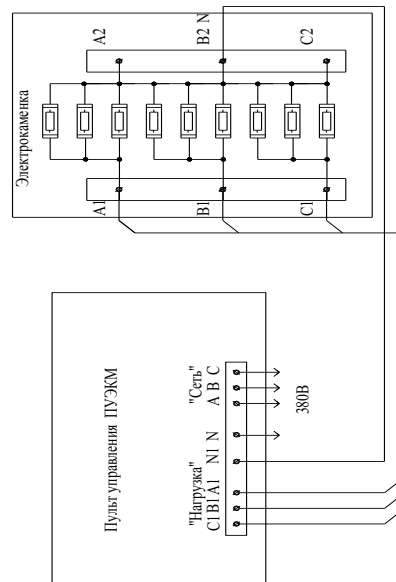 Электрокаменка
A2
B2 N
C2
A1
B1
C1
Пульт управления ПУЭКМ
"Нагрузка" "Сеть"
C1 B1 A1 N1 N A B C
380В